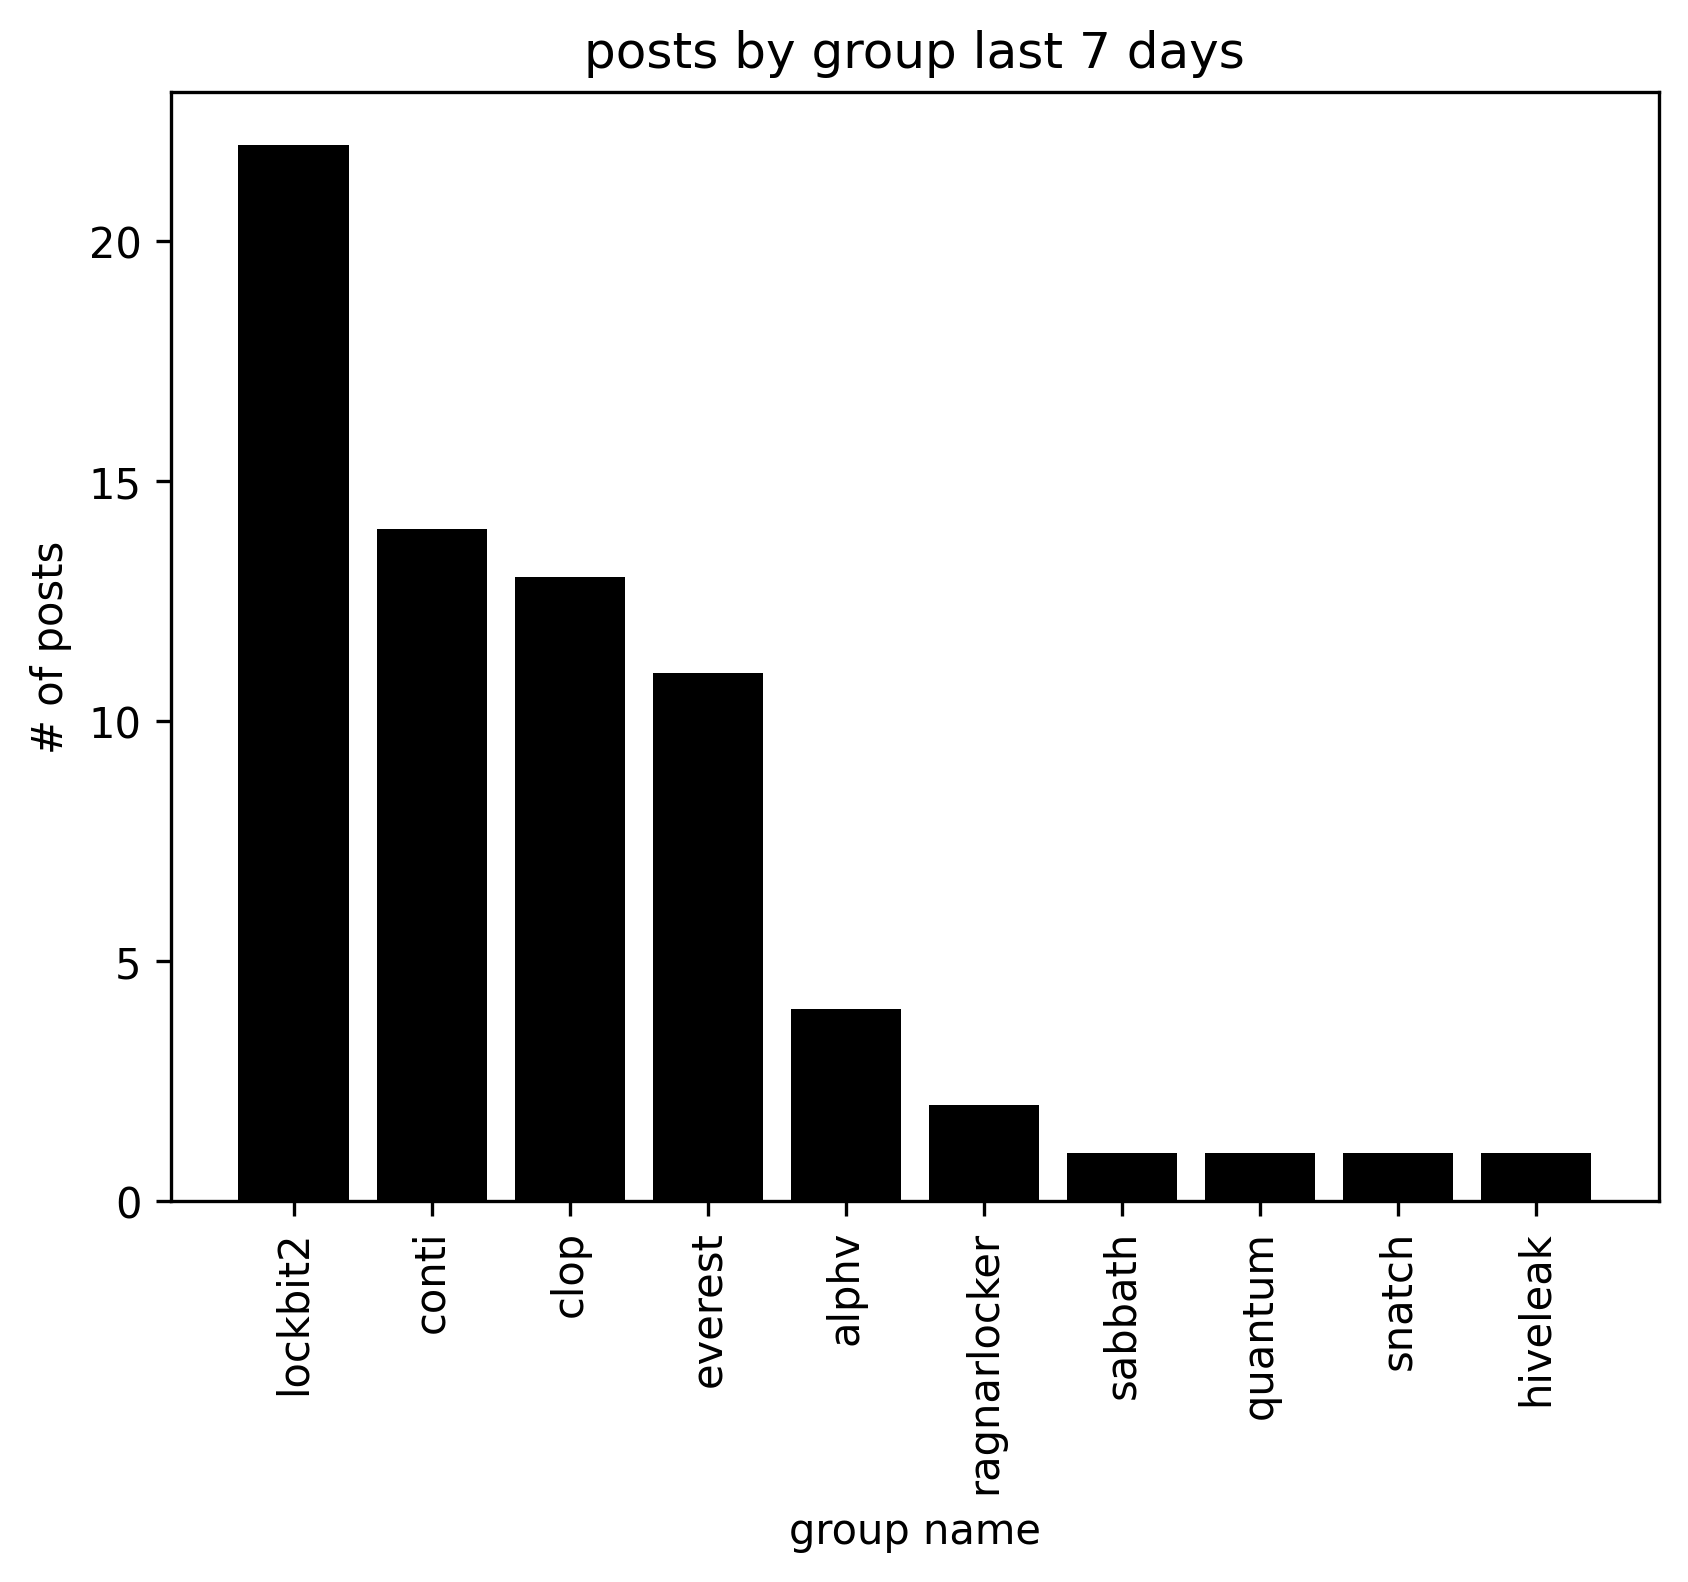 posts by group last 7 days
# of posts
20
15
10
5
0
lockbit2
conti
clop
everest
alphv
ragnarlocker
sabbath
quantum
snatch
hiveleak
group name